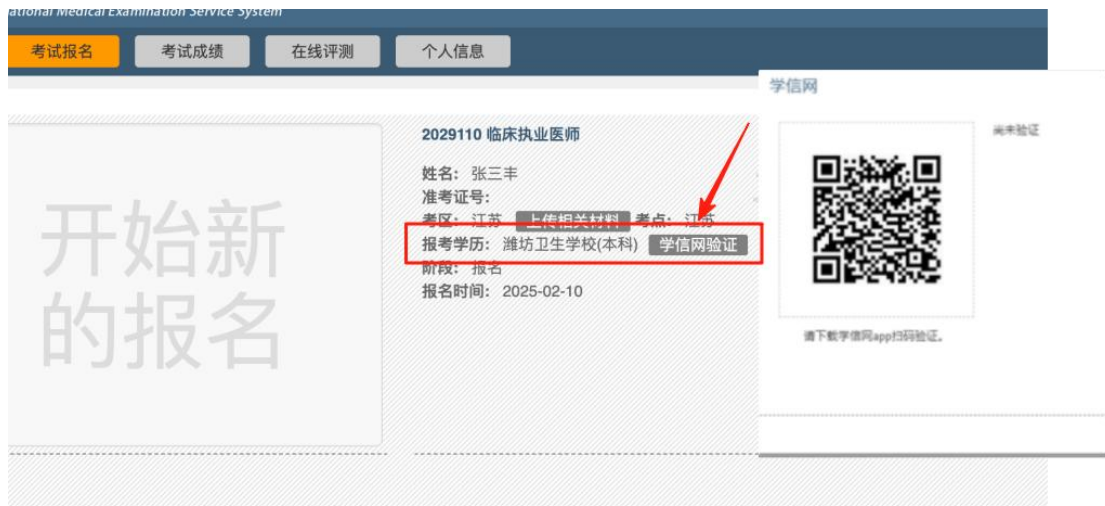 ational Medical Examination Service System
考试报名
考试成绩
在线评测
个人信息
开始新
的报名
2029110 临床执业医师
姓名： 张三丰
准考证号：
考区： 江苏 上传相关材料 考点： 江苏
报考学历： 潍坊卫生学校(本科) 学信网验证
阶段： 报名
报名时间： 2025-02-10
学信网
尚未验证
请下载学信网app扫码验证。